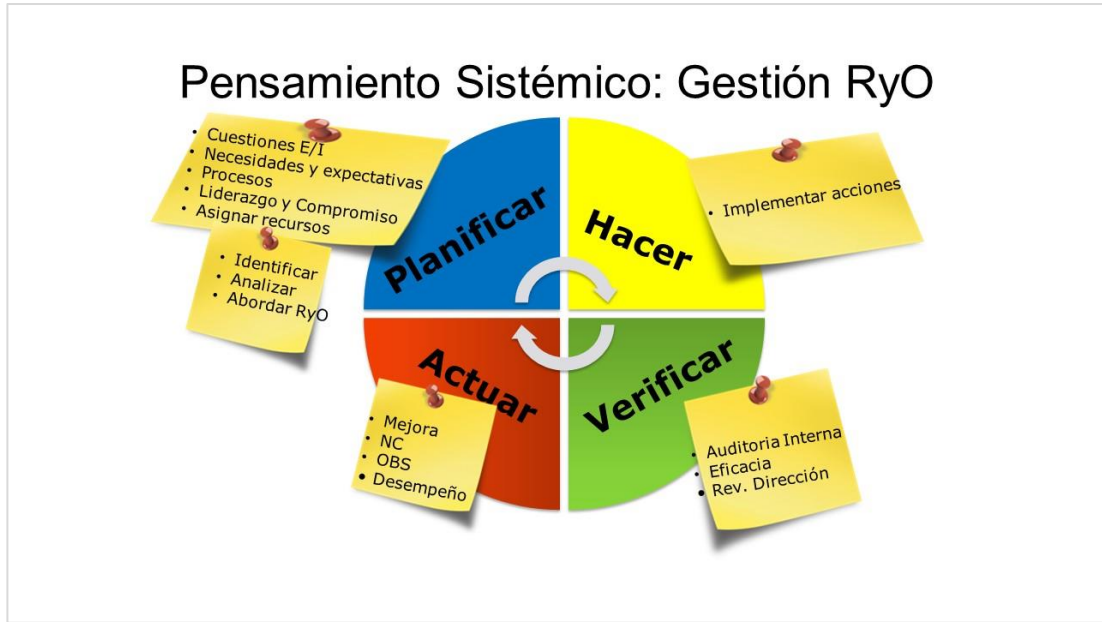 Pensamiento Sistémico: Gestión RyO
• Cuestiones E/I
• Necesidades y expectativas
• Procesos
• Liderazgo y Compromiso
• Asignar recursos
• Identificar
• Analizar
• Abordar RyO
Planificar
Hacer
• Implementar acciones
Actuar
• Mejora
• NC
• OBS
• Desempeño
Verificar
• Auditoria Interna
• Eficacia
• Rev. Dirección